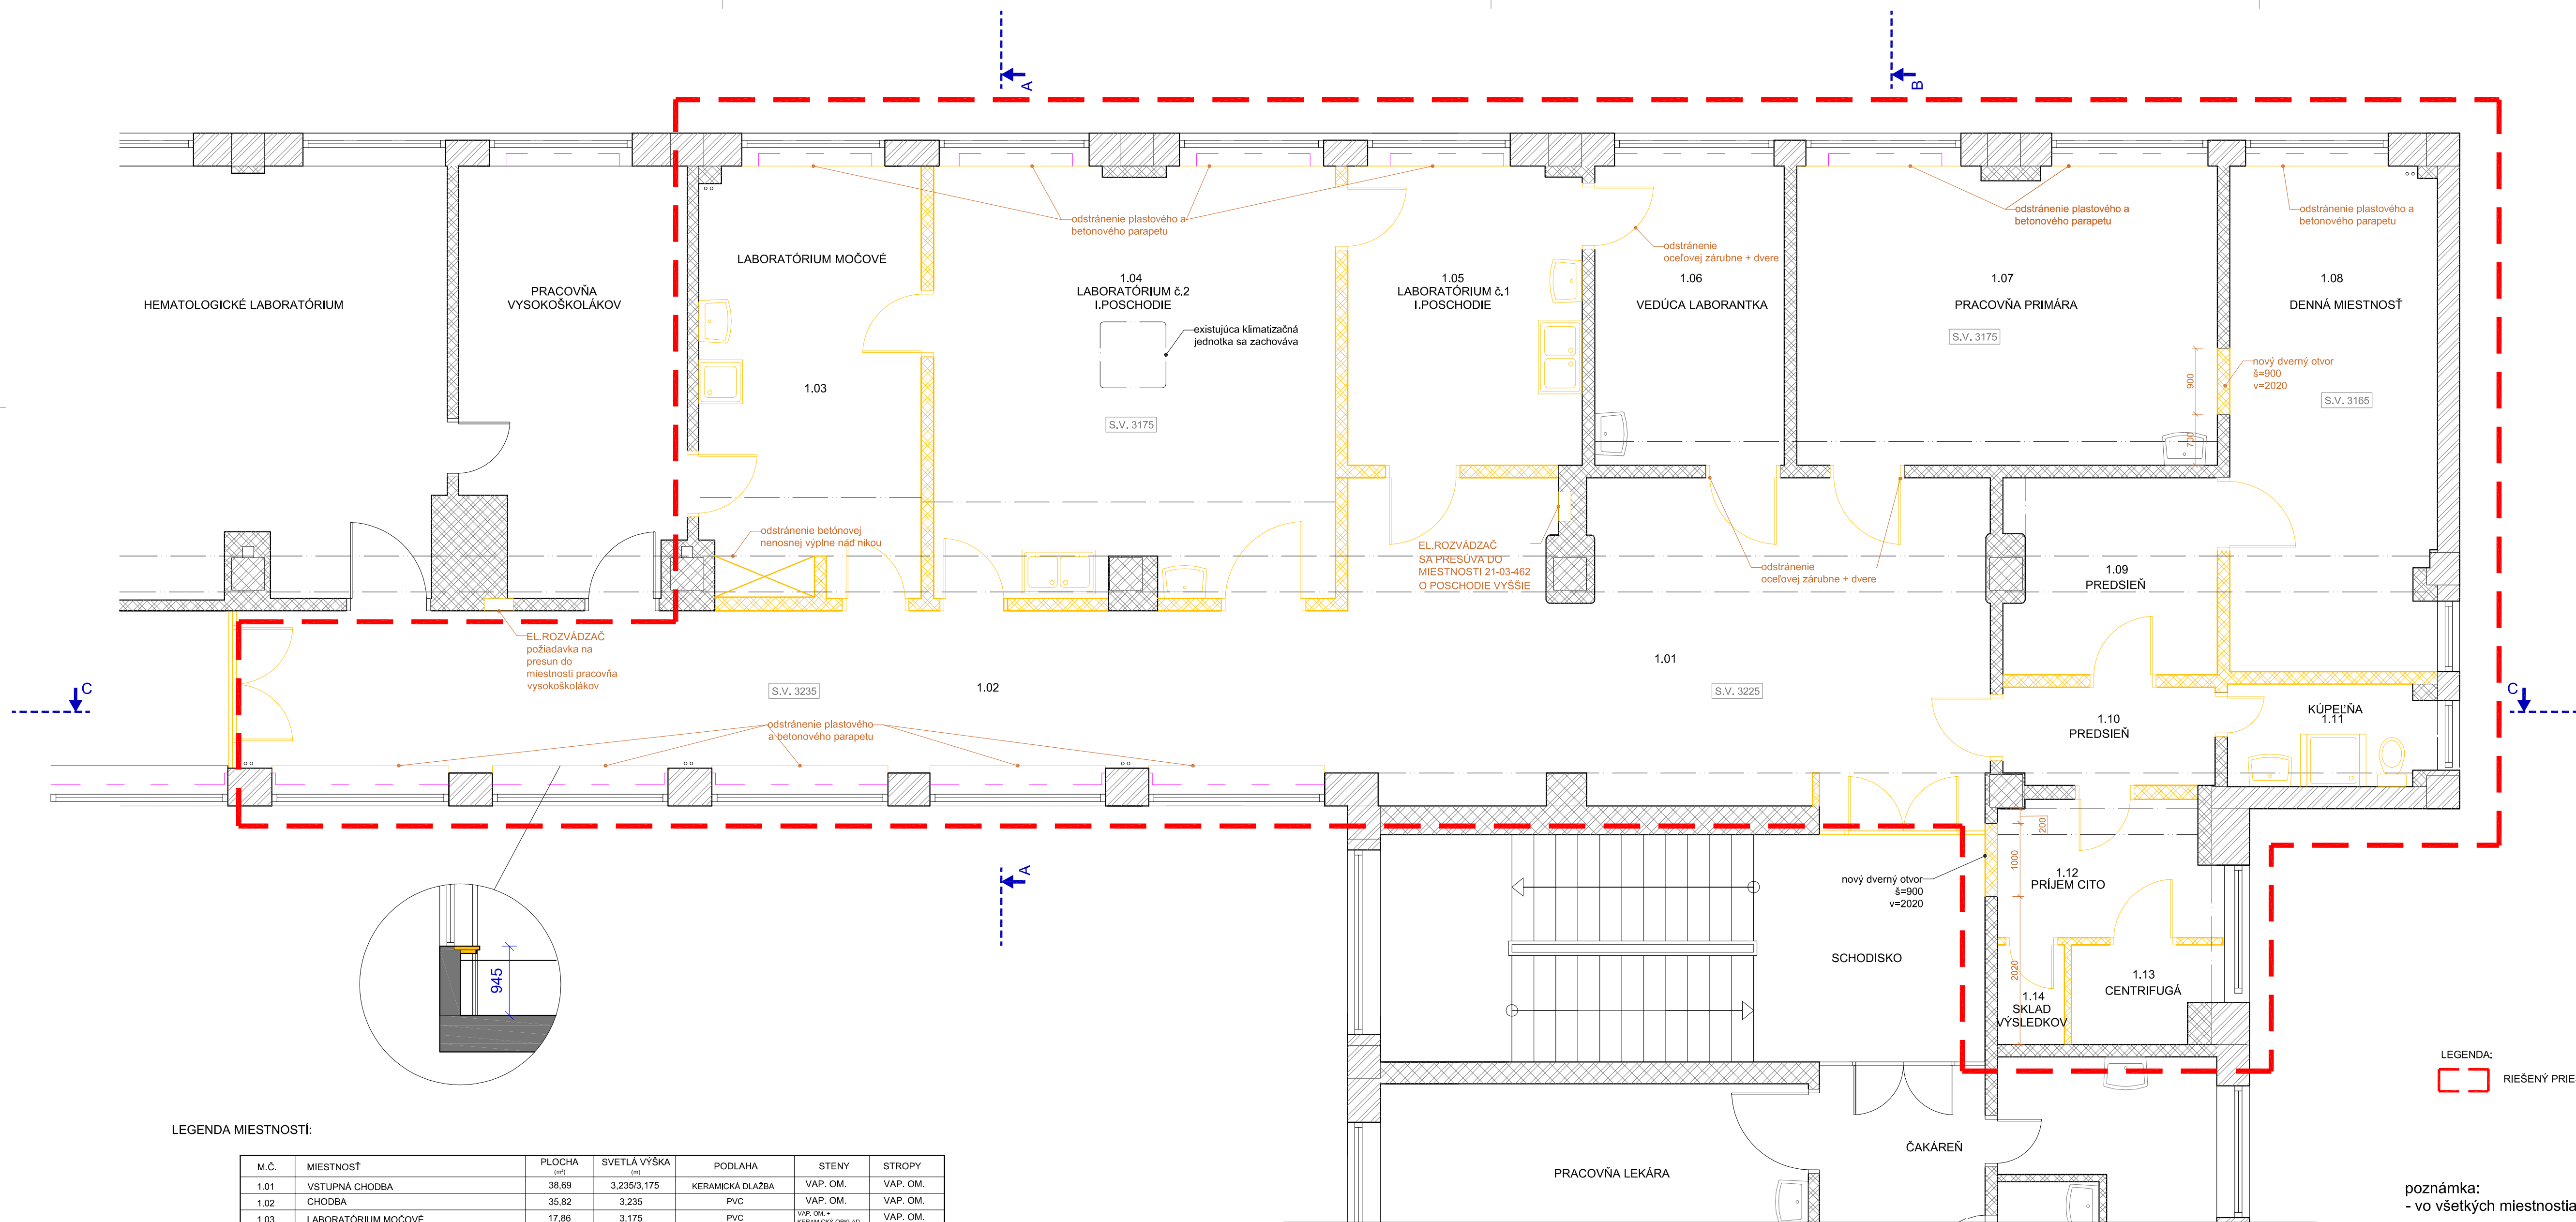 A
B
HEMATOLOGICKÉ LABORATÓRIUM
PRACOVŇA
VYSOKOŠKOLÁKOV
LABORATÓRIUM MOČOVÉ
1.03
odstránenie plastového a
betonového parapetu
1.04
LABORATÓRIUM č.2
I.POSCHODIE
existujúca klimatizačná
jednotka sa zachováva
S.V. 3175
1.05
LABORATÓRIUM č.1
I.POSCHODIE
odstránenie
oceľovej zárubne + dvere
1.06
VEDÚCA LABORANTKA
odstránenie plastového a
betonového parapetu
1.07
PRACOVŇA PRIMÁRA
S.V. 3175
900
700
odstránenie plastového a
betonového parapetu
1.08
DENNÁ MIESTNOSŤ
nový dverný otvor
š=900
v=2020
S.V. 3165
odstránenie betónovej
nenosnej výplne nad nikou
EL.ROZVÁDZAČ
SA PRESÚVA DO
MIESTNOSTI 21-03-462
O POSCHODIE VYŠŠIE
odstránenie
oceľovej zárubne + dvere
1.09
PREDSIEŇ
EL.ROZVÁDZAČ
požiadavka na
presun do
miestnosti pracovňa
vysokoškolákov
C
S.V. 3235
1.02
1.01
S.V. 3225
odstránenie plastového
a betonového parapetu
1.10
PREDSIEŇ
KÚPEĽŇA
1.11
C
A
945
nový dverný otvor
š=900
v=2020
200
1000
2020
1.12
PRÍJEM CITO
SCHODISKO
1.13
CENTRIFUGÁ
1.14
SKLAD
VÝSLEDKOV
LEGENDA:
RIEŠENÝ PRIE
ČAKÁREŇ
PRACOVŇA LEKÁRA
poznámka:
- vo všetkých miestnostia
LEGENDA MIESTNOSTÍ:
M.Č. MIESTNOSŤ PLOCHA (m²) SVETLÁ VÝŠKA (m) PODLAHA STENY STROPY
1.01 VSTUPNÁ CHODBA 38,69 3,235/3,175 KERAMICKÁ DLAŽBA VAP. OM. VAP. OM.
1.02 CHODBA 35,82 3,235 PVC VAP. OM. VAP. OM.
1.03 LABORATÓRIUM MOČOVÉ 17,86 3,175 PVC VAP. OM. + KERAMICKÝ OBKLAD VAP. OM.